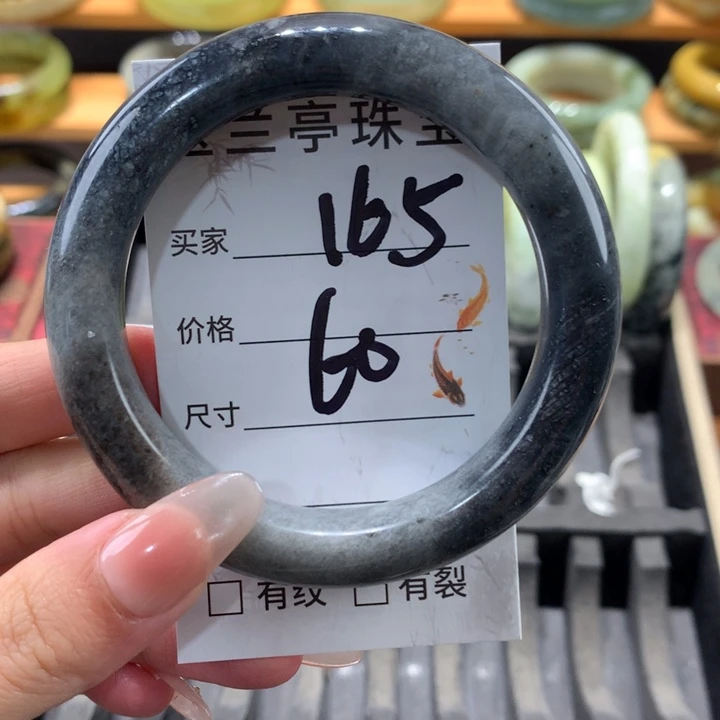 兰亭珠宝
买家 165
价格
尺寸 60
□ 有纹 □ 有裂